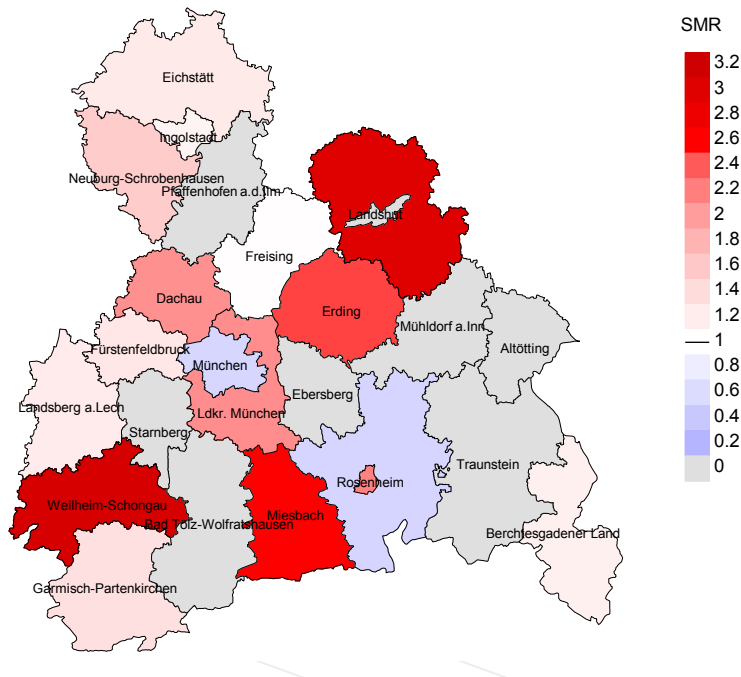 SMR
3.2
3
2.8
2.6
2.4
2.2
2
1.8
1.6
1.4
1.2
1
0.8
0.6
0.4
0.2
0
Eichstätt
Ingolstadt
Neuburg-Schrobenhausen
Pfaffenhofen a.d.Ilm
Landshut
Freising
Dachau
Erding
Mühldorf a.Inn
Altötting
Fürstenfeldbruck
München
Ebersberg
Landsberg a.Lech
Ldkr. München
Starnberg
Traunstein
Rosenheim
Weilheim-Schongau
Miesbach
Bad Tölz-Wolfratshausen
Berchtesgadener Land
Garmisch-Partenkirchen